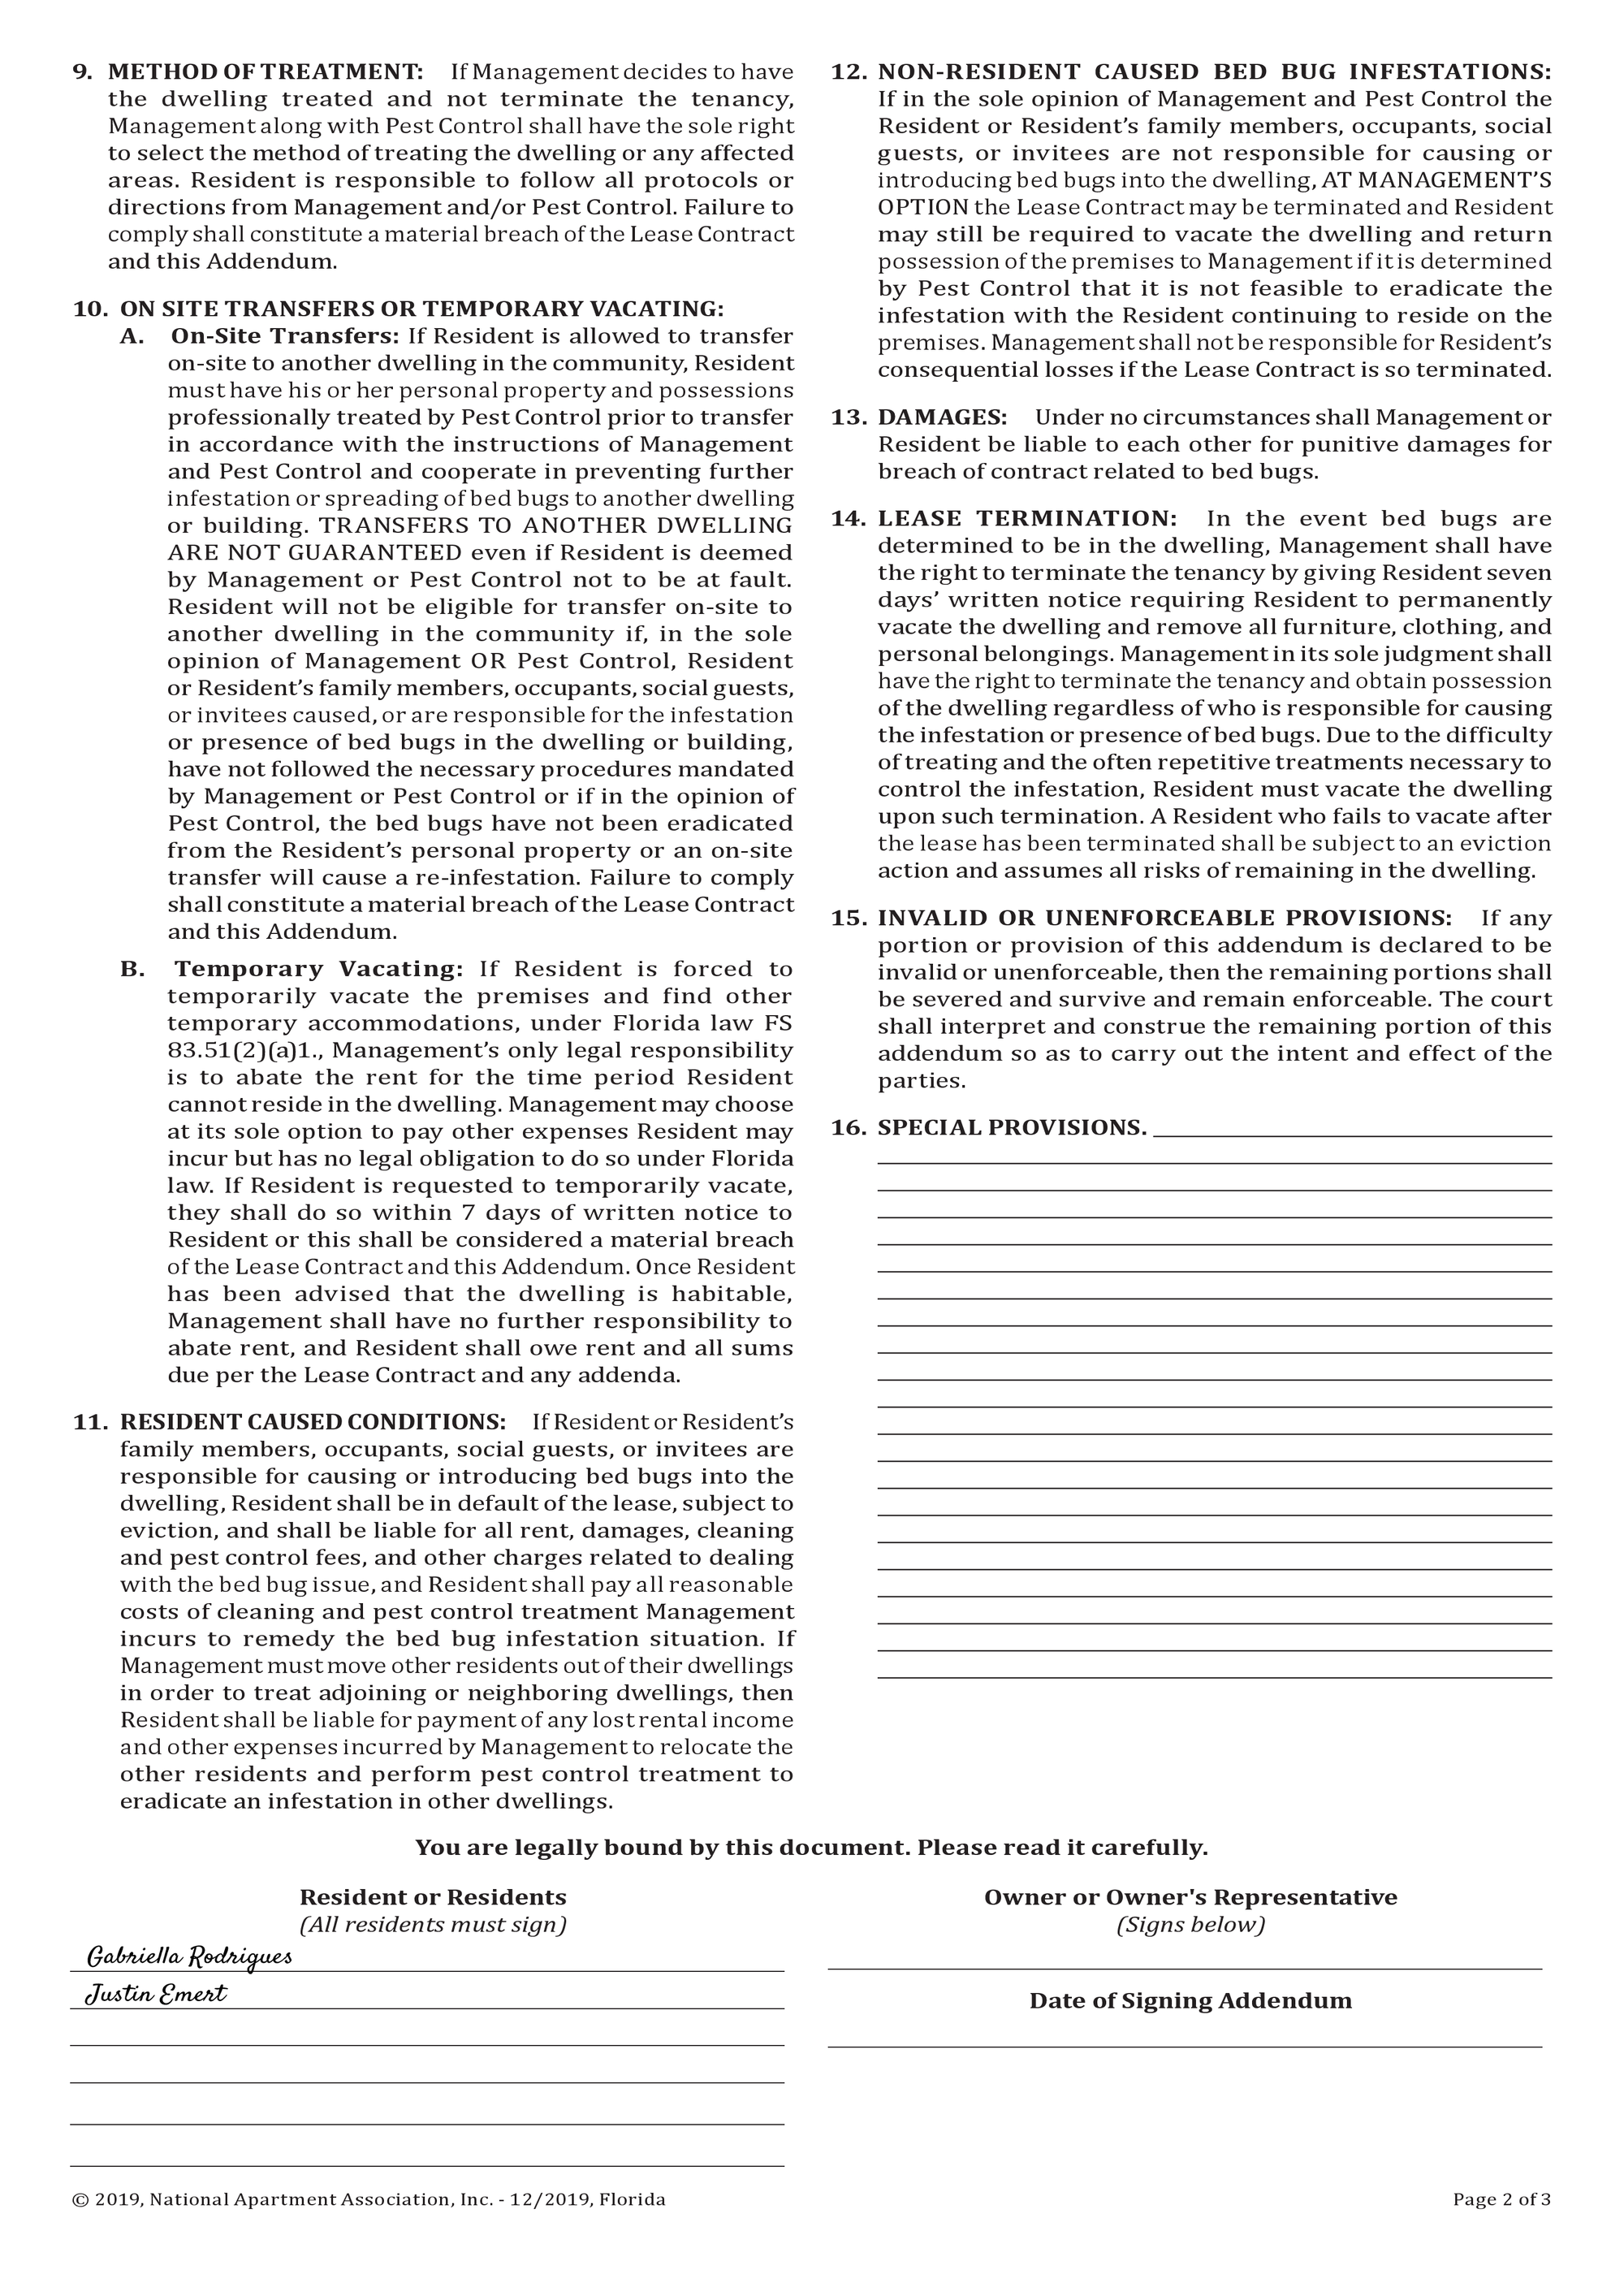 9. METHOD OF TREATMENT: If Management decides to have
the dwelling treated and not terminate the tenancy,
Management along with Pest Control shall have the sole right
to select the method of treating the dwelling or any affected
areas. Resident is responsible to follow all protocols or
directions from Management and/or Pest Control. Failure to
comply shall constitute a material breach of the Lease Contract
and this Addendum.
10. ON SITE TRANSFERS OR TEMPORARY VACATING:
A. On-Site Transfers: If Resident is allowed to transfer
on-site to another dwelling in the community, Resident
must have his or her personal property and possessions
professionally treated by Pest Control prior to transfer
in accordance with the instructions of Management
and Pest Control and cooperate in preventing further
infestation or spreading of bed bugs to another dwelling
or building. TRANSFERS TO ANOTHER DWELLING
ARE NOT GUARANTEED even if Resident is deemed
by Management or Pest Control not to be at fault.
Resident will not be eligible for transfer on-site to
another dwelling in the community if, in the sole
opinion of Management OR Pest Control, Resident
or Resident’s family members, occupants, social guests,
or invitees caused, or are responsible for the infestation
or presence of bed bugs in the dwelling or building,
have not followed the necessary procedures mandated
by Management or Pest Control or if in the opinion of
Pest Control, the bed bugs have not been eradicated
from the Resident’s personal property or an on-site
transfer will cause a re-infestation. Failure to comply
shall constitute a material breach of the Lease Contract
and this Addendum.
B. Temporary Vacating: If Resident is forced to
temporarily vacate the premises and find other
temporary accommodations, under Florida law FS
83.51(2)(a)1., Management’s only legal responsibility
is to abate the rent for the time period Resident
cannot reside in the dwelling. Management may choose
at its sole option to pay other expenses Resident may
incur but has no legal obligation to do so under Florida
law. If Resident is requested to temporarily vacate,
they shall do so within 7 days of written notice to
Resident or this shall be considered a material breach
of the Lease Contract and this Addendum. Once Resident
has been advised that the dwelling is habitable,
Management shall have no further responsibility to
abate rent, and Resident shall owe rent and all sums
due per the Lease Contract and any addenda.
11. RESIDENT CAUSED CONDITIONS: If Resident or Resident’s
family members, occupants, social guests, or invitees are
responsible for causing or introducing bed bugs into the
dwelling, Resident shall be in default of the lease, subject to
eviction, and shall be liable for all rent, damages, cleaning
and pest control fees, and other charges related to dealing
with the bed bug issue, and Resident shall pay all reasonable
costs of cleaning and pest control treatment Management
incurs to remedy the bed bug infestation situation. If
Management must move other residents out of their dwellings
in order to treat adjoining or neighboring dwellings, then
Resident shall be liable for payment of any lost rental income
and other expenses incurred by Management to relocate the
other residents and perform pest control treatment to
eradicate an infestation in other dwellings.
12. NON-RESIDENT CAUSED BED BUG INFESTATIONS:
If in the sole opinion of Management and Pest Control the
Resident or Resident’s family members, occupants, social
guests, or invitees are not responsible for causing or
introducing bed bugs into the dwelling, AT MANAGEMENT’S
OPTION the Lease Contract may be terminated and Resident
may still be required to vacate the dwelling and return
possession of the premises to Management if it is determined
by Pest Control that it is not feasible to eradicate the
infestation with the Resident continuing to reside on the
premises. Management shall not be responsible for Resident’s
consequential losses if the Lease Contract is so terminated.
13. DAMAGES: Under no circumstances shall Management or
Resident be liable to each other for punitive damages for
breach of contract related to bed bugs.
14. LEASE TERMINATION: In the event bed bugs are
determined to be in the dwelling, Management shall have
the right to terminate the tenancy by giving Resident seven
days’ written notice requiring Resident to permanently
vacate the dwelling and remove all furniture, clothing, and
personal belongings. Management in its sole judgment shall
have the right to terminate the tenancy and obtain possession
of the dwelling regardless of who is responsible for causing
the infestation or presence of bed bugs. Due to the difficulty
of treating and the often repetitive treatments necessary to
control the infestation, Resident must vacate the dwelling
upon such termination. A Resident who fails to vacate after
the lease has been terminated shall be subject to an eviction
action and assumes all risks of remaining in the dwelling.
15. INVALID OR UNENFORCEABLE PROVISIONS: If any
portion or provision of this addendum is declared to be
invalid or unenforceable, then the remaining portions shall
be severed and survive and remain enforceable. The court
shall interpret and construe the remaining portion of this
addendum so as to carry out the intent and effect of the
parties.
16. SPECIAL PROVISIONS.
You are legally bound by this document. Please read it carefully.
Resident or Residents
(All residents must sign)
Gabriella Rodrigues
Justin Emert
Owner or Owner's Representative
(Signs below)
Date of Signing Addendum
© 2019, National Apartment Association, Inc. - 12/2019, Florida
Page 2 of 3